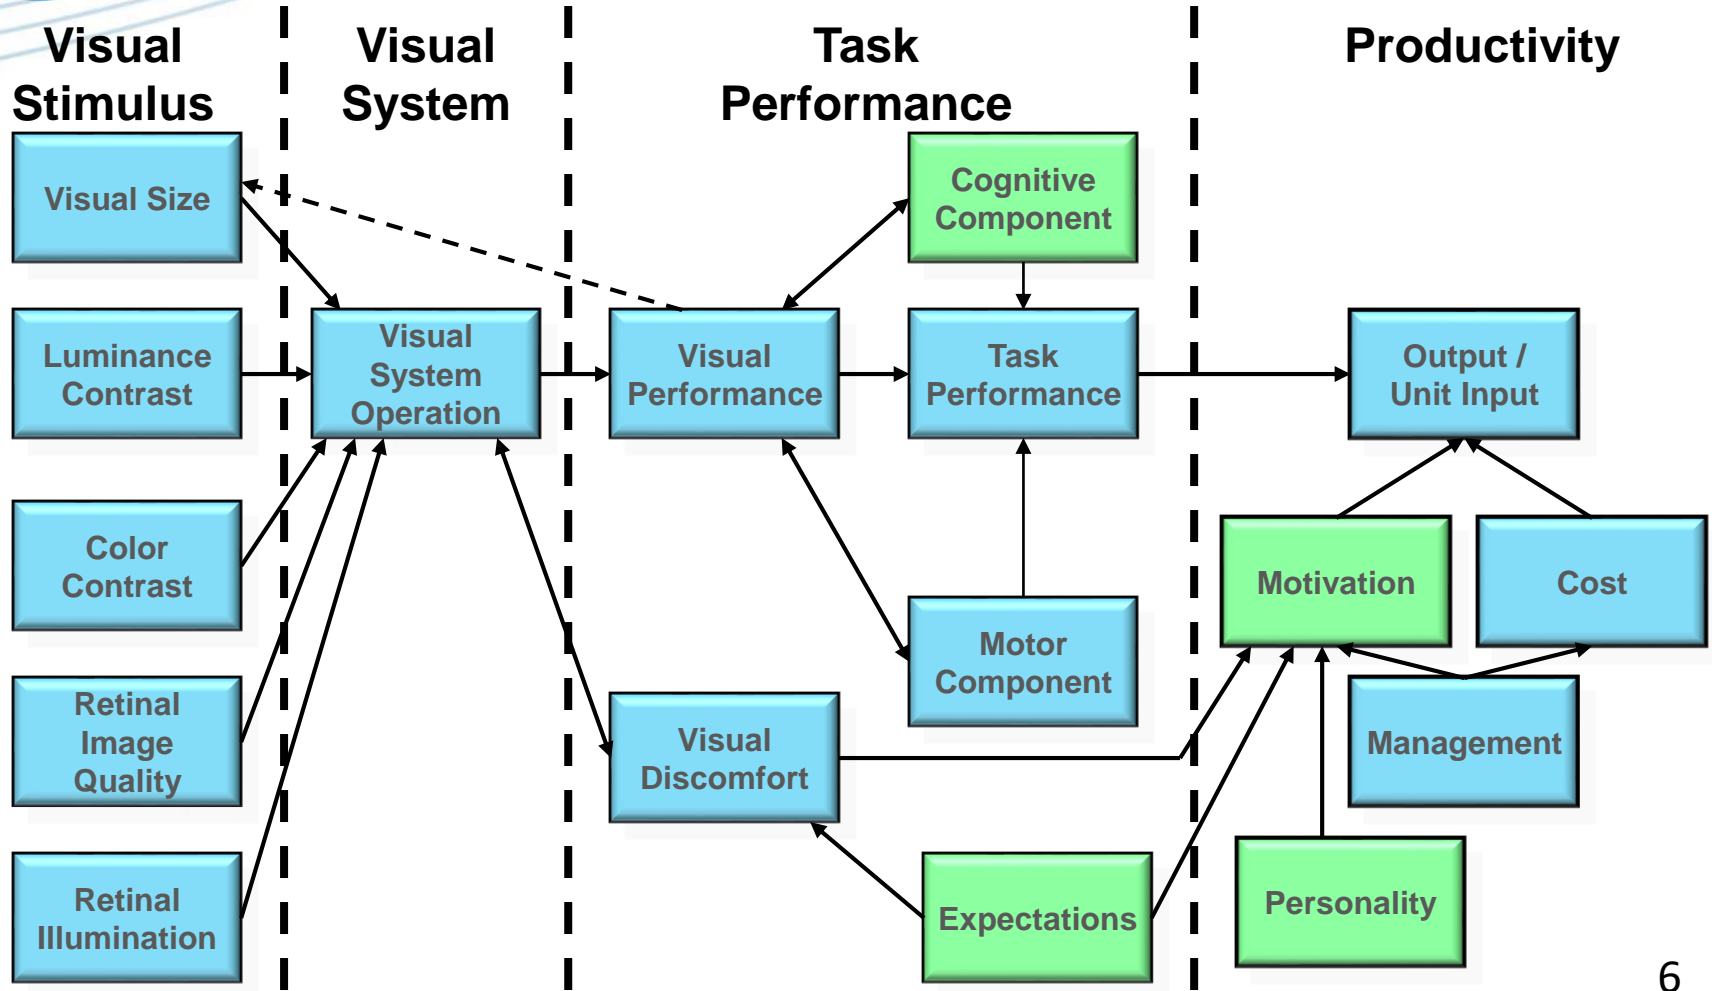 Visual
Stimulus
Visual
System
Task
Performance
Productivity
Visual Size
Cognitive
Component
Luminance
Contrast
Visual
System
Operation
Visual
Performance
Task
Performance
Output /
Unit Input
Color
Contrast
Motivation
Cost
Motor
Component
Retinal
Image
Quality
Visual
Discomfort
Management
Retinal
Illumination
Expectations
Personality
6